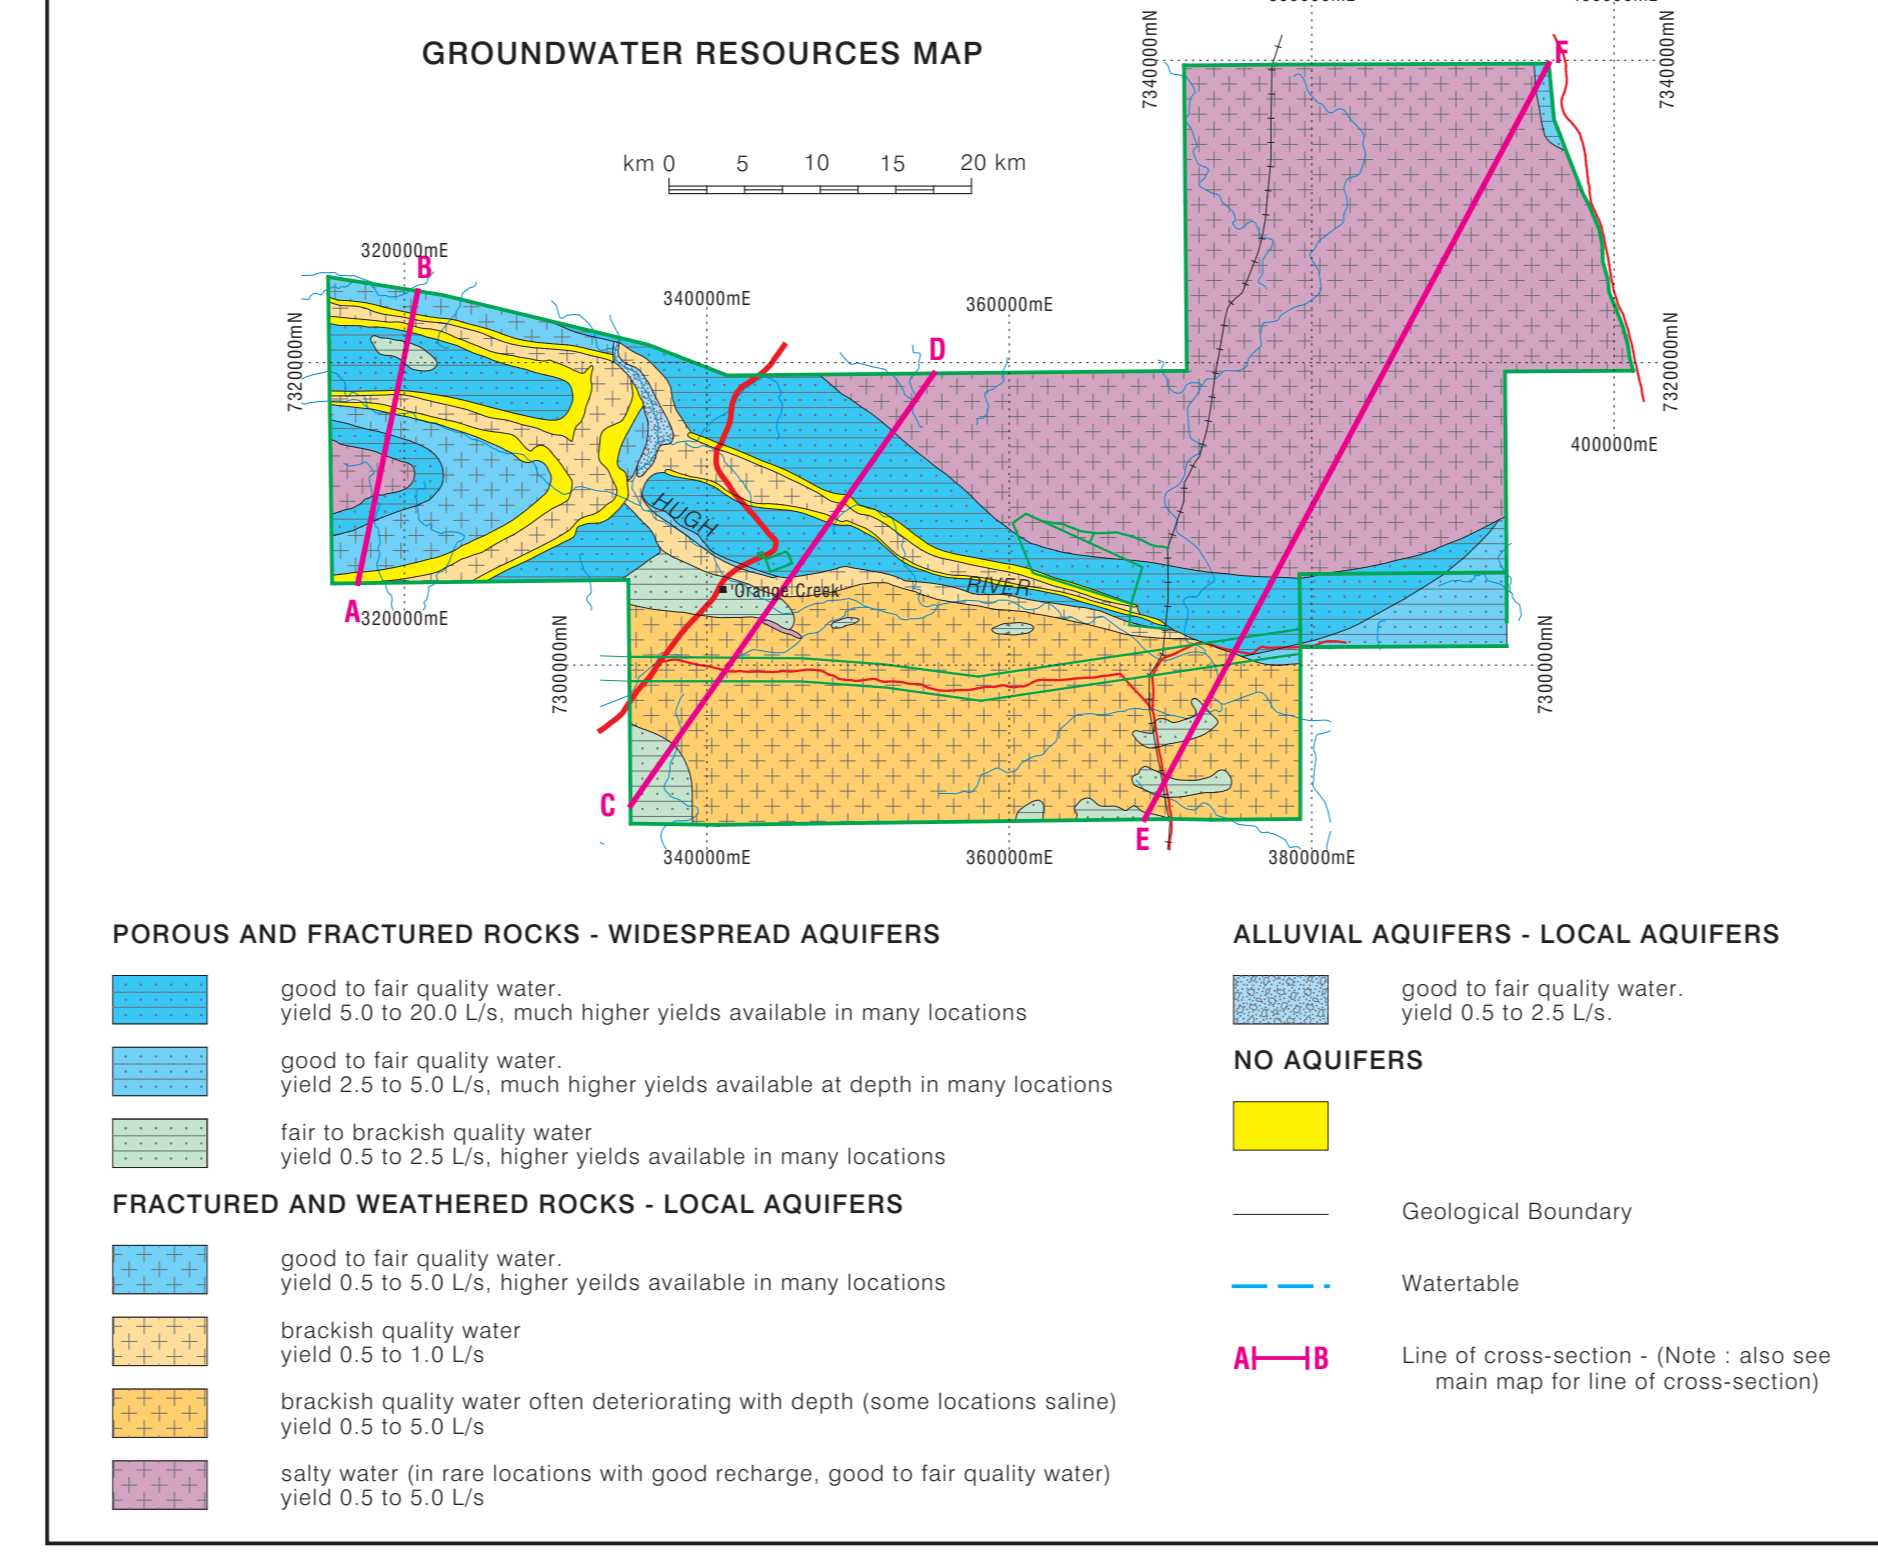 GROUNDWATER RESOURCES MAP
7340000mN
7340000mN
F
km 0 5 10 15 20 km
320000mE
B
340000mE
360000mE
D
7320000mN
7320000mN
400000mE
HUGH
RIVER
'Orange Creek'
A
320000mE
7300000mN
7300000mN
C
E
340000mE
360000mE
380000mE
POROUS AND FRACTURED ROCKS - WIDESPREAD AQUIFERS
good to fair quality water.
yield 5.0 to 20.0 L/s, much higher yields available in many locations
good to fair quality water.
yield 2.5 to 5.0 L/s, much higher yields available at depth in many locations
fair to brackish quality water
yield 0.5 to 2.5 L/s, higher yields available in many locations
FRACTURED AND WEATHERED ROCKS - LOCAL AQUIFERS
good to fair quality water.
yield 0.5 to 5.0 L/s, higher yeilds available in many locations
brackish quality water
yield 0.5 to 1.0 L/s
brackish quality water often deteriorating with depth (some locations saline)
yield 0.5 to 5.0 L/s
salty water (in rare locations with good recharge, good to fair quality water)
yield 0.5 to 5.0 L/s
ALLUVIAL AQUIFERS - LOCAL AQUIFERS
good to fair quality water.
yield 0.5 to 2.5 L/s.
NO AQUIFERS
Geological Boundary
Watertable
A B
Line of cross-section - (Note : also see
main map for line of cross-section)